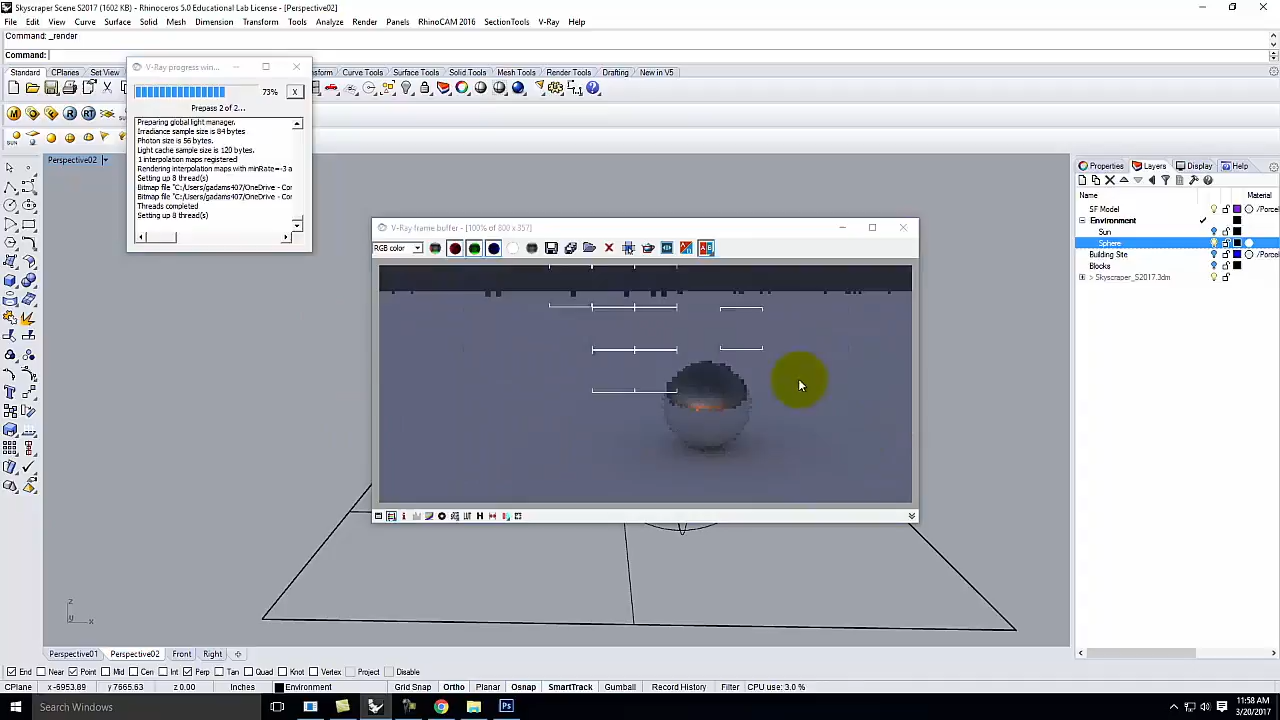 Skyscraper Scene S2017 (1602 KB) - Rhinoceros 5.0 Educational Lab License - [Perspective02]
File Edit View Curve Surface Solid Mesh Dimension Transform Tools Analyze Render Panels RhinoCAM 2016 SectionTools V-Ray Help
Command: _render
Command:
V-Ray progress win...
Standard CPlanes Set View
sform Curve Tools Surface Tools Solid Tools Mesh Tools Render Tools Drafting New in V5
73% X
Prepass 2 of 2...
Preparing global light manager.
Irradiance sample size is 84 bytes
Photon size is 56 bytes.
Light cache sample size is 120 bytes.
1 interpolation maps registered
Rendering interpolation maps with minRate=-3 a
Setting up 8 thread(s)
Bitmap file "C:/Users/gadams407/OneDrive - Cor
Bitmap file "C:/Users/gadams407/OneDrive - Cor
Threads completed
Setting up 8 thread(s)
M R RT
SUN
Perspective02
V-Ray frame buffer - [100% of 800 x 357]
RGB color
Properties Layers Display Help
Name Material
SF Model /Parcel
Environment
Sun
Sphere
Building Site /Parcel
Blocks
Skyscraper_S2017.3dm
z
y x
Perspective01 Perspective02 Front Right
End Near Point Mid Cen Int Perp Tan Quad Knot Vertex Project Disable
CPlane x -6953.89 y 7665.63 z 0.00 Inches Environment Grid Snap Ortho Planar Osnap SmartTrack Gumball Record History Filter CPU use: 3.0 %
Search Windows
11:58 AM
3/20/2017